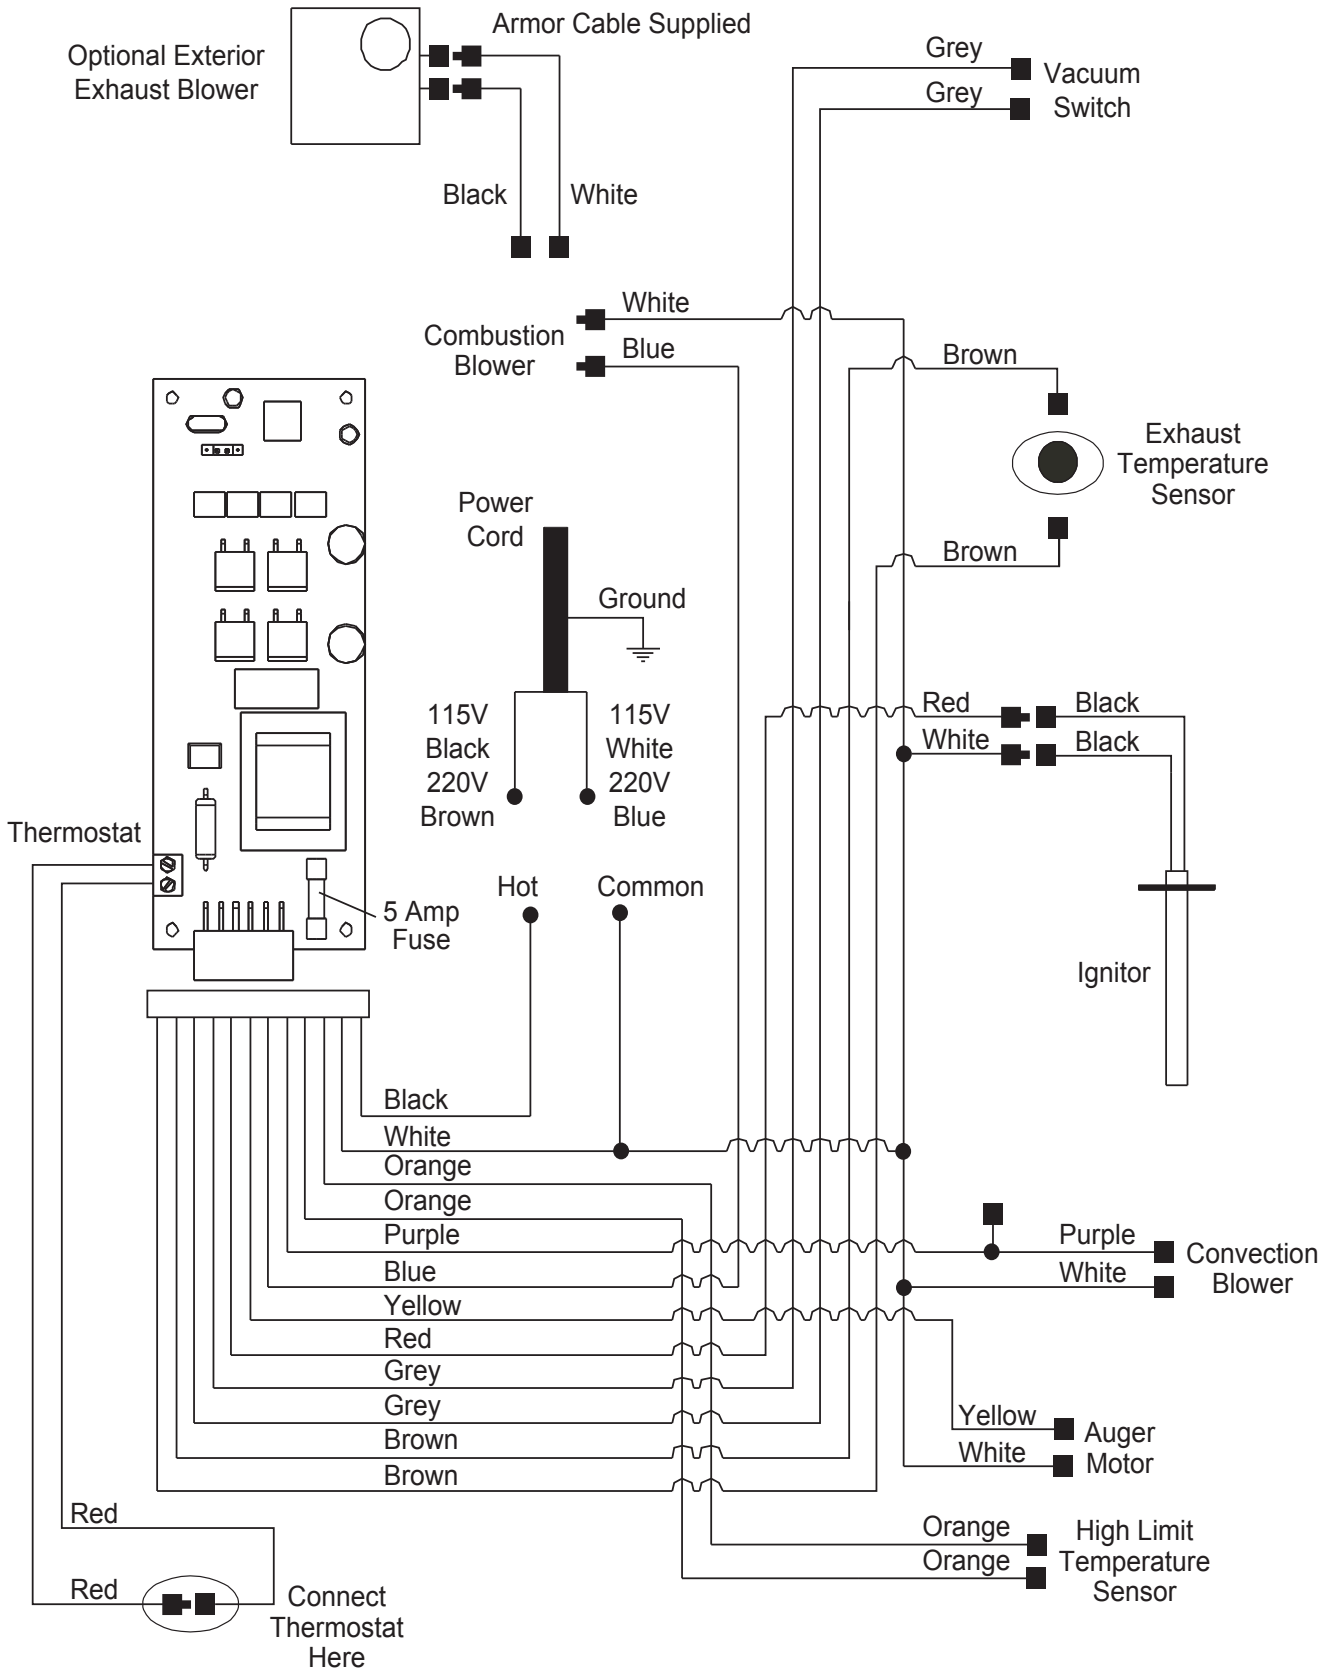 Armor Cable Supplied
Optional Exterior
Exhaust Blower
Black
White
Grey
Grey
Vacuum
Switch
White
Combustion
Blower
Blue
Brown
Exhaust
Temperature
Sensor
Brown
Power
Cord
Ground
115V
Black
220V
Brown
115V
White
220V
Blue
Red
White
Black
Black
Ignitor
Thermostat
5 Amp
Fuse
Hot
Common
Black
White
Orange
Orange
Purple
Blue
Yellow
Red
Grey
Grey
Brown
Brown
Purple
White
Convection
Blower
Yellow
White
Auger
Motor
Orange
Orange
High Limit
Temperature
Sensor
Red
Red
Connect
Thermostat
Here